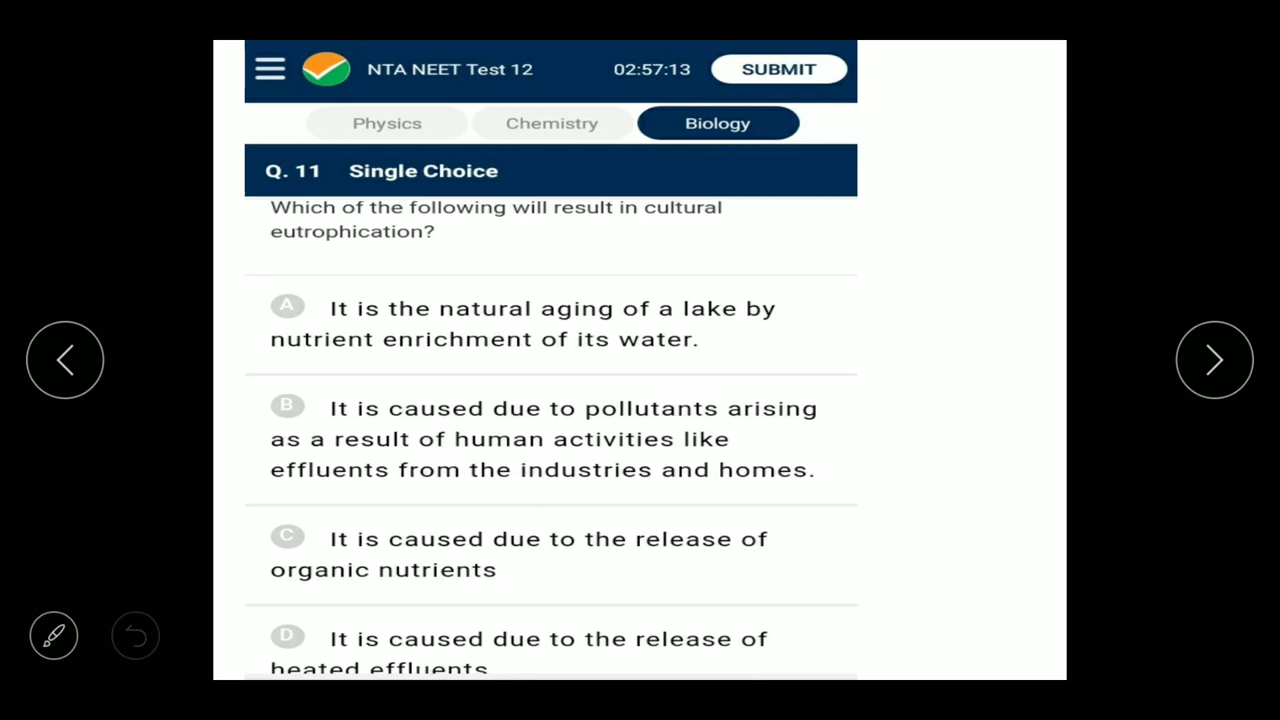 NTA NEET Test 12 02:57:13 SUBMIT
Physics Chemistry Biology
Q. 11 Single Choice
Which of the following will result in cultural
eutrophication?
A It is the natural aging of a lake by
nutrient enrichment of its water.
B It is caused due to pollutants arising
as a result of human activities like
effluents from the industries and homes.
C It is caused due to the release of
organic nutrients
D It is caused due to the release of
heated effluents